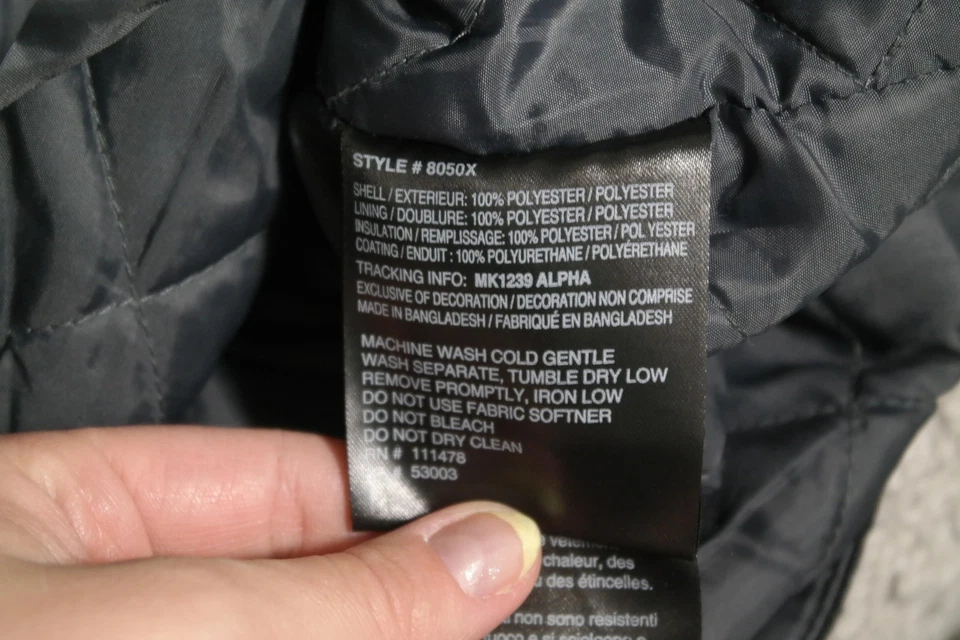 STYLE # 8050X
SHELL / EXTERIEUR: 100% POLYESTER / POLYESTER
LINING / DOUBLURE: 100% POLYESTER / POLYESTER
INSULATION / REMPLISSAGE: 100% POLYESTER / POL YESTER
COATING / ENDUIT : 100% POLYURETHANE / POLYÉRETHANE
TRACKING INFO: MK1239 ALPHA
EXCLUSIVE OF DECORATION / DECORATION NON COMPRISE
MADE IN BANGLADESH / FABRIQUÉ EN BANGLADESH
MACHINE WASH COLD GENTLE
WASH SEPARATE, TUMBLE DRY LOW
REMOVE PROMPTLY, IRON LOW
DO NOT USE FABRIC SOFTNER
DO NOT BLEACH
DO NOT DRY CLEAN
RN # 111478
# 53003
chaleur, des
du des étincelles.
non sono resistenti